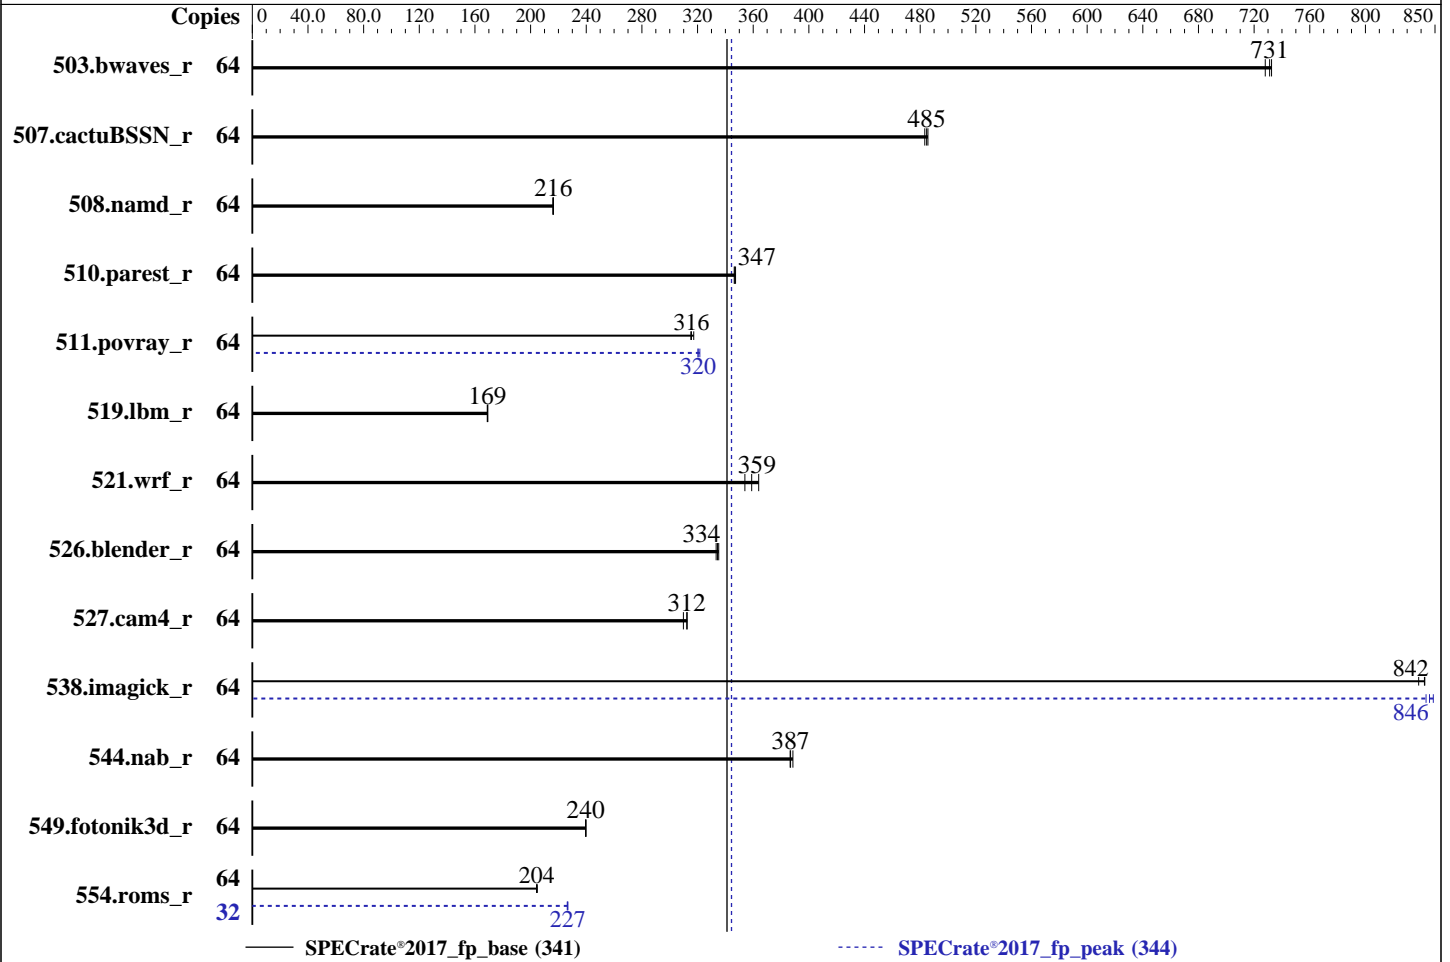 Copies 0 40.0 80.0 120 160 200 240 280 320 360 400 440 480 520 560 600 640 680 720 760 800 850
503.bwaves_r 64 731
507.cactuBSSN_r 64 485
508.namd_r 64 216
510.parest_r 64 347
511.povray_r 64 316
320
519.lbm_r 64 169
521.wrf_r 64 359
526.blender_r 64 334
527.cam4_r 64 312
538.imagick_r 64 842
846
544.nab_r 64 387
549.fotonik3d_r 64 240
554.roms_r 64 204
32 227
SPECrate®2017_fp_base (341) SPECrate®2017_fp_peak (344)